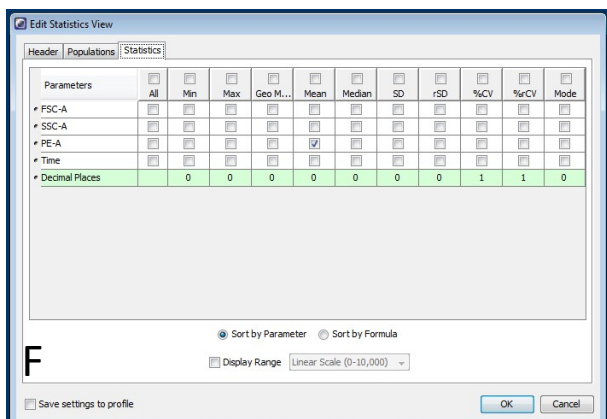 Edit Statistics View
Header Populations Statistics
Parameters All Min Max Geo M... Mean Median SD rSD %CV %rCV Mode
FSC-A
SSC-A
PE-A
Time
Decimal Places 0 0 0 0 0 0 0 1 1 0
Sort by Parameter Sort by Formula
F
Display Range Linear Scale (0-10,000)
Save settings to profile OK Cancel